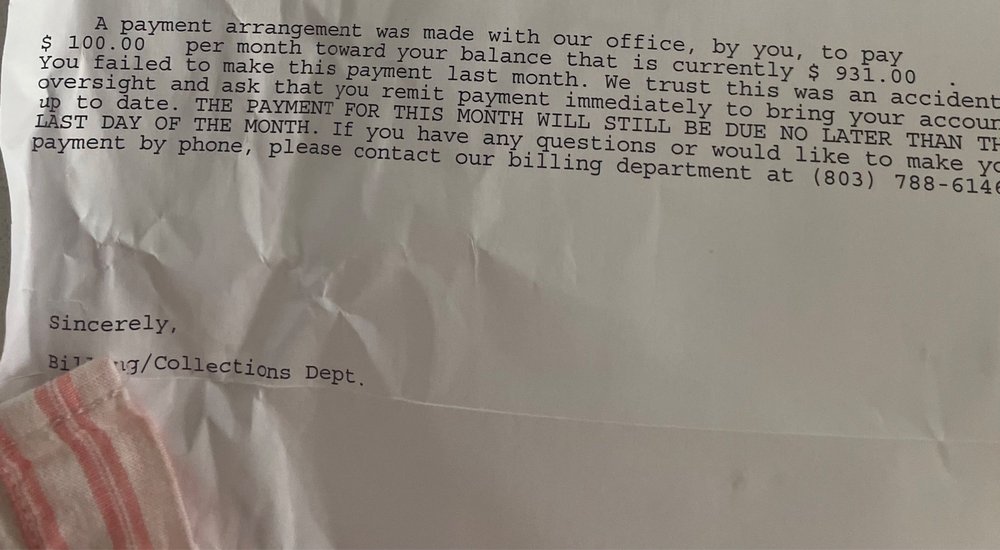 A payment arrangement was made with our office, by you, to pay
$ 100.00 per month toward your balance that is currently $ 931.00 .
You failed to make this payment last month. We trust this was an accident
oversight and ask that you remit payment immediately to bring your accoun
up to date. THE PAYMENT FOR THIS MONTH WILL STILL BE DUE NO LATER THAN TH
LAST DAY OF THE MONTH. If you have any questions or would like to make yo
payment by phone, please contact our billing department at (803) 788-6146
Sincerely,
Bil ng/Collections Dept.